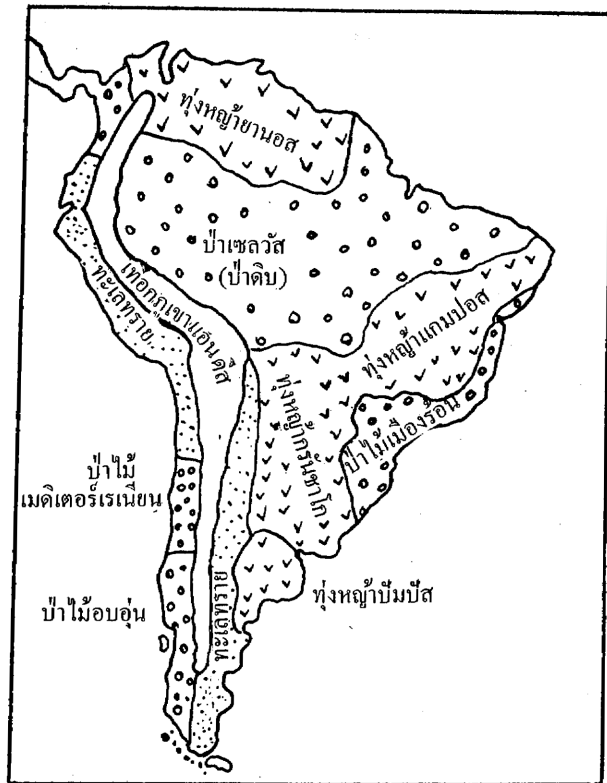 ทุ่งหญ้ายานอส
ป่าเซลวัส
(ป่าดิบ)
เทือกภูเขาแอนดีส
ทะเลทราย
ทุ่งหญ้าแกมปอส
ทุ่งหญ้ากรันชาโก
ป่าไม้เมืองร้อน
ป่าไม้
เมดิเตอร์เรเนียน
ป่าไม้อบอุ่น
ทะเลทราย
ทุ่งหญ้าปัมปัส